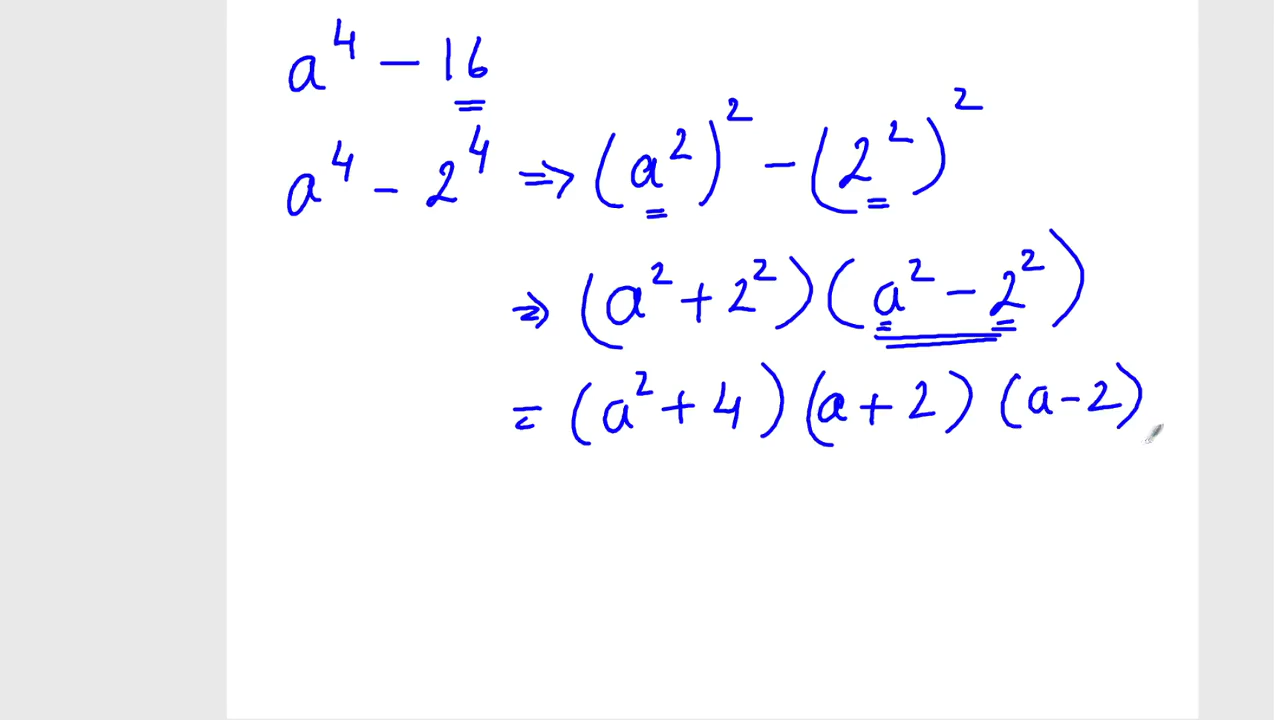 a⁴ − 16
a⁴ − 2⁴ ⇒ (a²)² − (2²)²
⇒ (a² + 2²)(a² − 2²)
= (a² + 4)(a + 2)(a − 2)